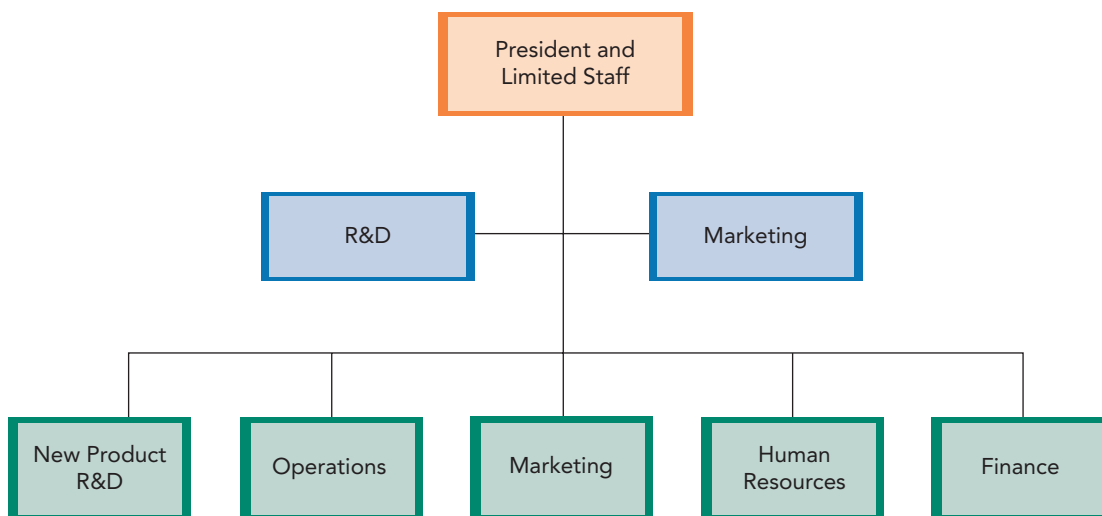 President and
Limited Staff
R&D
Marketing
New Product
R&D
Operations
Marketing
Human
Resources
Finance